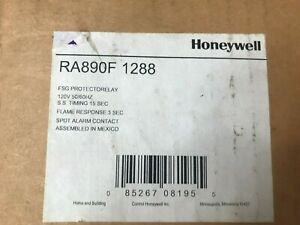 Honeywell
RA890F 1288
FSG PROTECTORELAY
120V 50/60HZ
S.S TIMING 15 SEC
FLAME RESPONSE 3 SEC
SPDT ALARM CONTACT
ASSEMBLED IN MEXICO
0 85267 08195 5
Home and Building Control Honeywell Inc. Minneapolis, Minnesota 55422